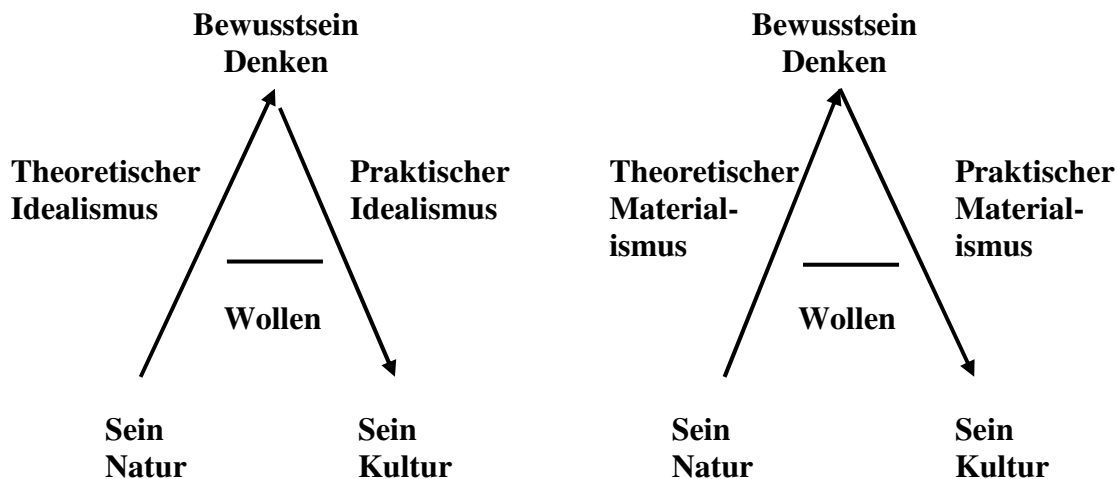 Bewusstsein
Denken
Theoretischer
Idealismus
Praktischer
Idealismus
Wollen
Sein
Natur
Sein
Kultur
Bewusstsein
Denken
Theoretischer
Material-
ismus
Praktischer
Material-
ismus
Wollen
Sein
Natur
Sein
Kultur